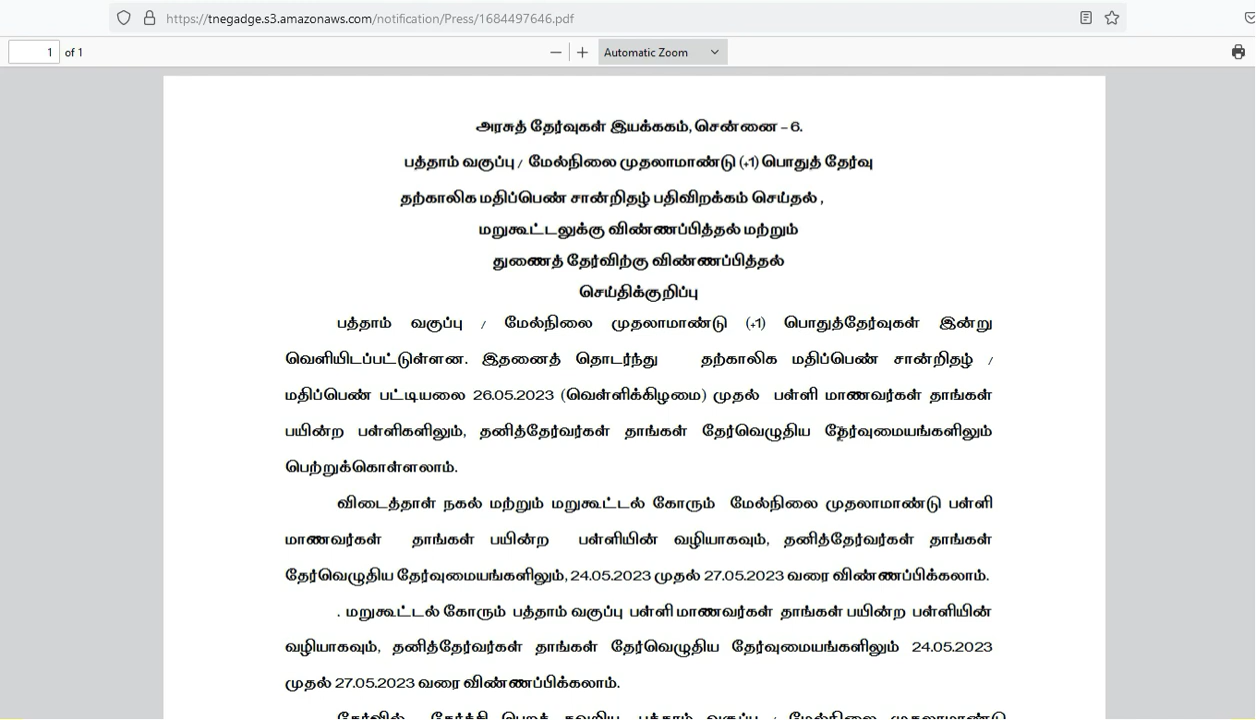 https://tnegadge.s3.amazonaws.com/notification/Press/1684497646.pdf
1 of 1 Automatic Zoom
அரசுத் தேர்வுகள் இயக்ககம், சென்னை – 6.
பத்தாம் வகுப்பு / மேல்நிலை முதலாமாண்டு (+1) பொதுத் தேர்வு
தற்காலிக மதிப்பெண் சான்றிதழ் பதிவிறக்கம் செய்தல் ,
மறுகூட்டலுக்கு விண்ணப்பித்தல் மற்றும்
துணைத் தேர்விற்கு விண்ணப்பித்தல்
செய்திக்குறிப்பு
பத்தாம் வகுப்பு / மேல்நிலை முதலாமாண்டு (+1) பொதுத்தேர்வுகள் இன்று
வெளியிடப்பட்டுள்ளன. இதனைத் தொடர்ந்து தற்காலிக மதிப்பெண் சான்றிதழ் /
மதிப்பெண் பட்டியலை 26.05.2023 (வெள்ளிக்கிழமை) முதல் பள்ளி மாணவர்கள் தாங்கள்
பயின்ற பள்ளிகளிலும், தனித்தேர்வர்கள் தாங்கள் தேர்வெழுதிய தேர்வுமையங்களிலும்
பெற்றுக்கொள்ளலாம்.
விடைத்தாள் நகல் மற்றும் மறுகூட்டல் கோரும் மேல்நிலை முதலாமாண்டு பள்ளி
மாணவர்கள் தாங்கள் பயின்ற பள்ளியின் வழியாகவும், தனித்தேர்வர்கள் தாங்கள்
தேர்வெழுதிய தேர்வுமையங்களிலும், 24.05.2023 முதல் 27.05.2023 வரை விண்ணப்பிக்கலாம்.
. மறுகூட்டல் கோரும் பத்தாம் வகுப்பு பள்ளி மாணவர்கள் தாங்கள் பயின்ற பள்ளியின்
வழியாகவும், தனித்தேர்வர்கள் தாங்கள் தேர்வெழுதிய தேர்வுமையங்களிலும் 24.05.2023
முதல் 27.05.2023 வரை விண்ணப்பிக்கலாம்.